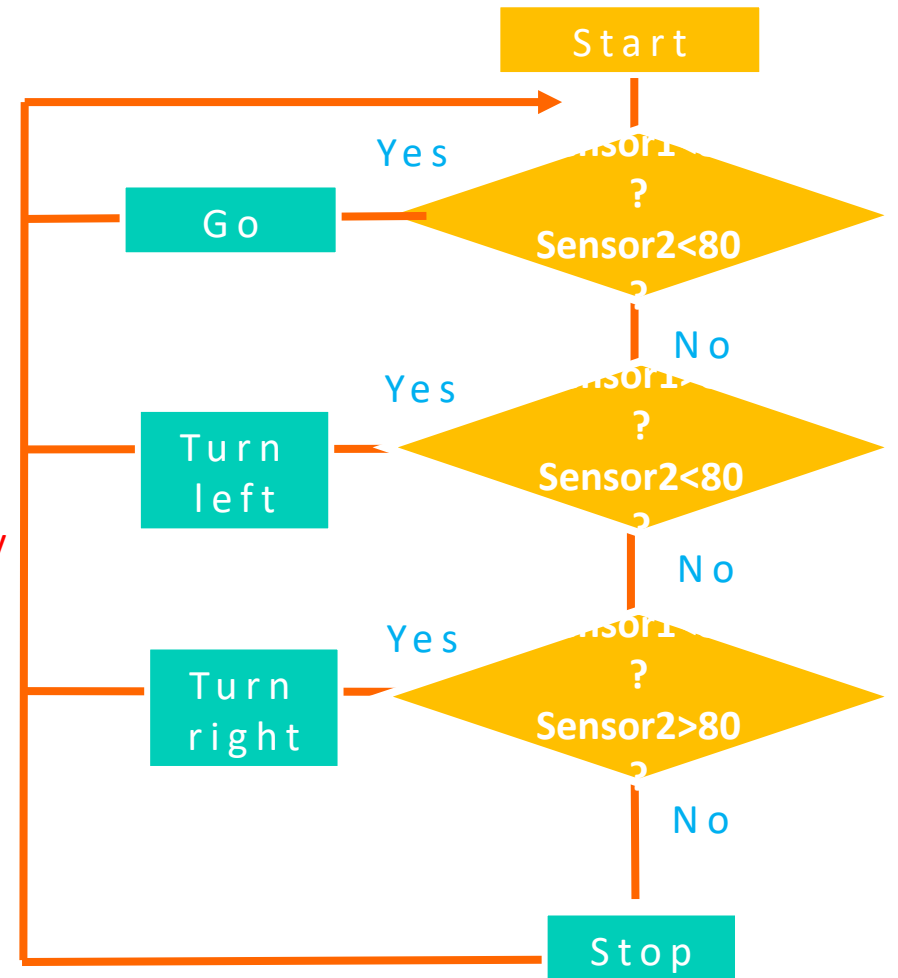 Start
Yes
?
Go
Sensor2<80
?
No
Yes
?
Turn
left
Sensor2<80
?
No
Yes
?
Turn
right
Sensor2>80
?
No
Stop